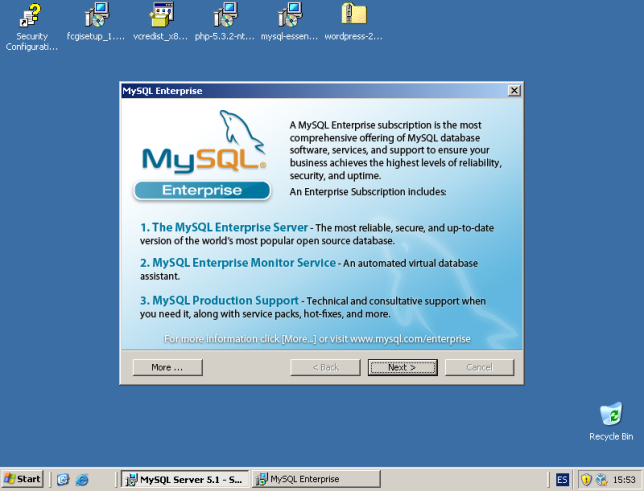 Security
Configurati...
fcgisetup_1....
vcredist_x8...
php-5.3.2-nt...
mysql-essen...
wordpress-2...
MySQL Enterprise
MySQL
Enterprise
A MySQL Enterprise subscription is the most
comprehensive offering of MySQL database
software, services, and support to ensure your
business achieves the highest levels of reliability,
security, and uptime.
An Enterprise Subscription includes:
1. The MySQL Enterprise Server - The most reliable, secure, and up-to-date
version of the world's most popular open source database.
2. MySQL Enterprise Monitor Service - An automated virtual database
assistant.
3. MySQL Production Support - Technical and consultative support when
you need it, along with service packs, hot-fixes, and more.
For more information click [More...] or visit www.mysql.com/enterprise
More ...
< Back
Next >
Cancel
Recycle Bin
Start
MySQL Server 5.1 - S...
MySQL Enterprise
ES
15:53